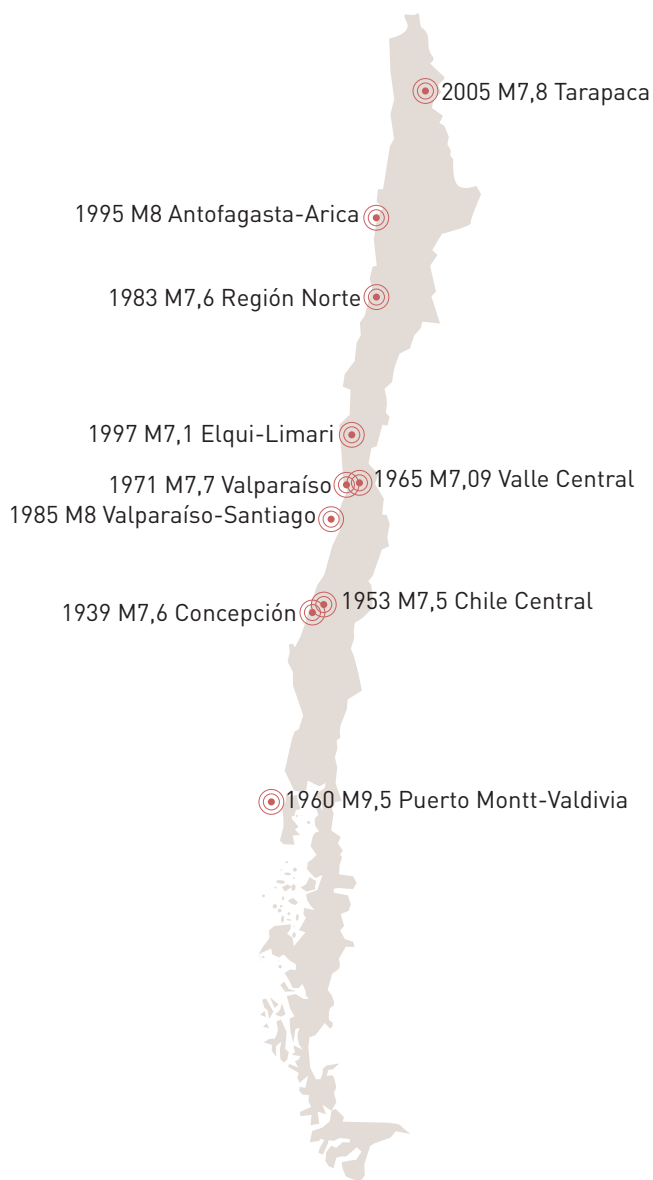 2005 M7,8 Tarapaca
1995 M8 Antofagasta-Arica
1983 M7,6 Región Norte
1997 M7,1 Elqui-Limari
1965 M7,09 Valle Central
1971 M7,7 Valparaíso
1985 M8 Valparaíso-Santiago
1953 M7,5 Chile Central
1939 M7,6 Concepción
1960 M9,5 Puerto Montt-Valdivia